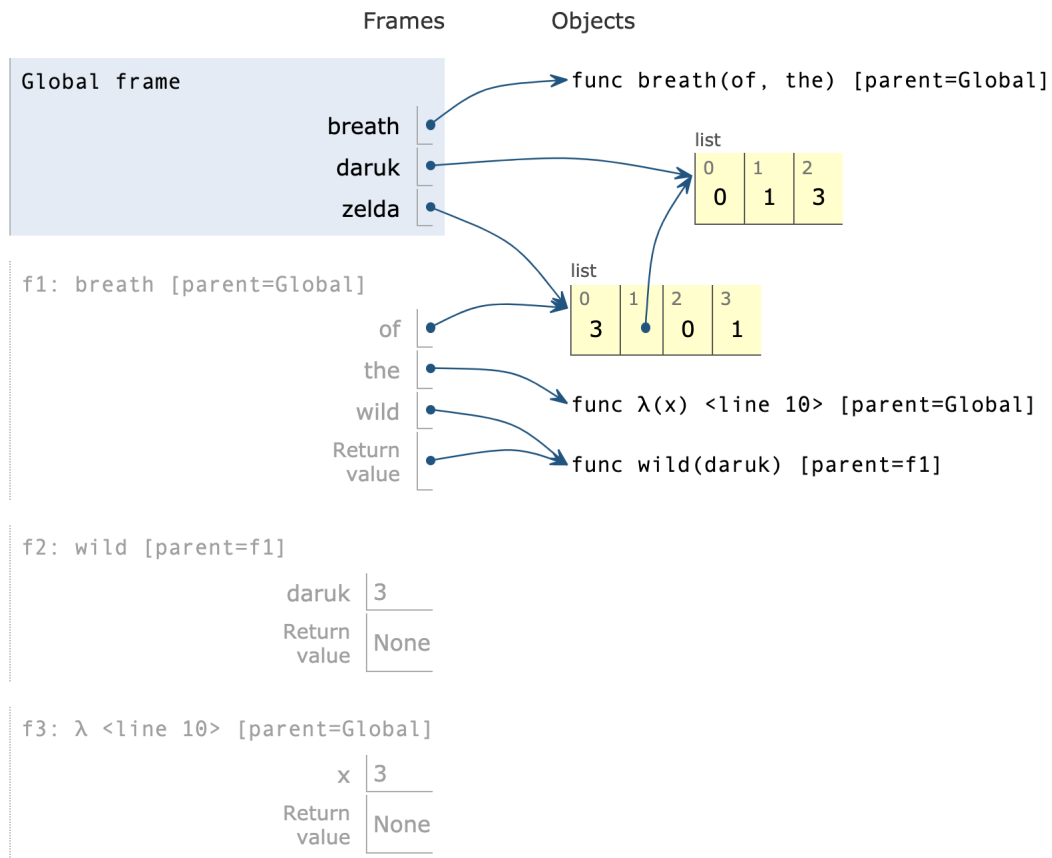 Frames Objects
Global frame
func breath(of, the) [parent=Global]
breath
list
daruk
0 1 2
0 1 3
zelda
list
f1: breath [parent=Global]
0 1 2 3
3 0 1
of
the
func λ(x) <line 10> [parent=Global]
wild
Return
value
func wild(daruk) [parent=f1]
f2: wild [parent=f1]
daruk 3
Return
value
None
f3: λ <line 10> [parent=Global]
x 3
Return
value
None